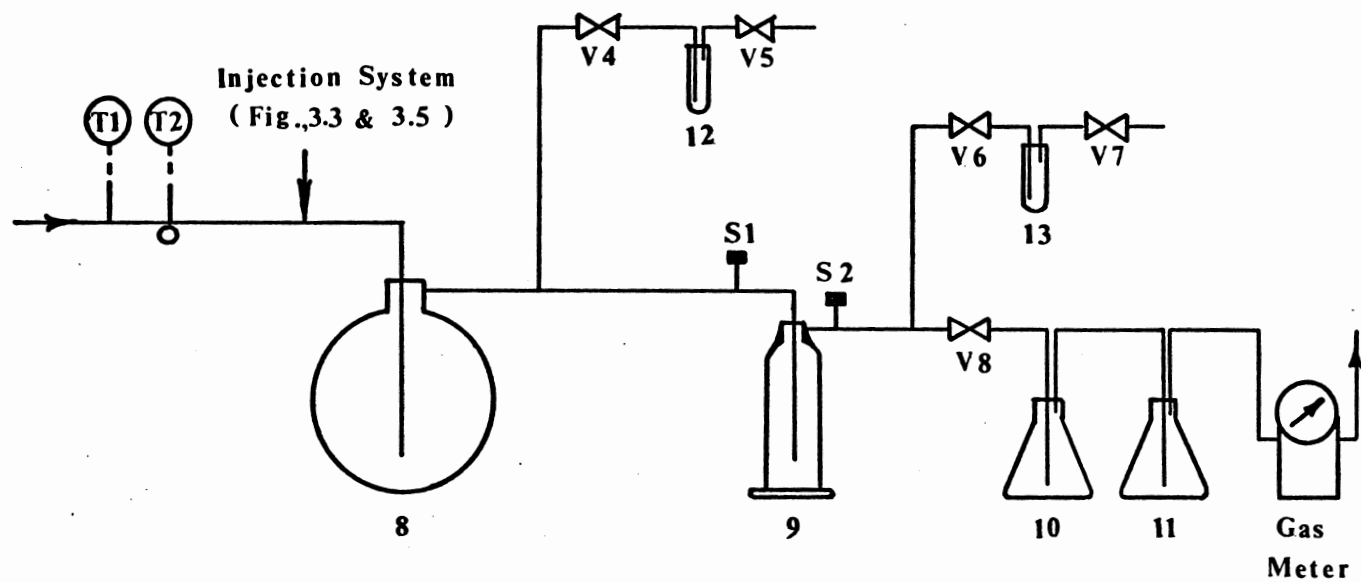 V4
V5
Injection System
( Fig.,3.3 & 3.5 )
T1
T2
12
V6
V7
13
S1
S2
V8
8
9
10
11
Gas
Meter